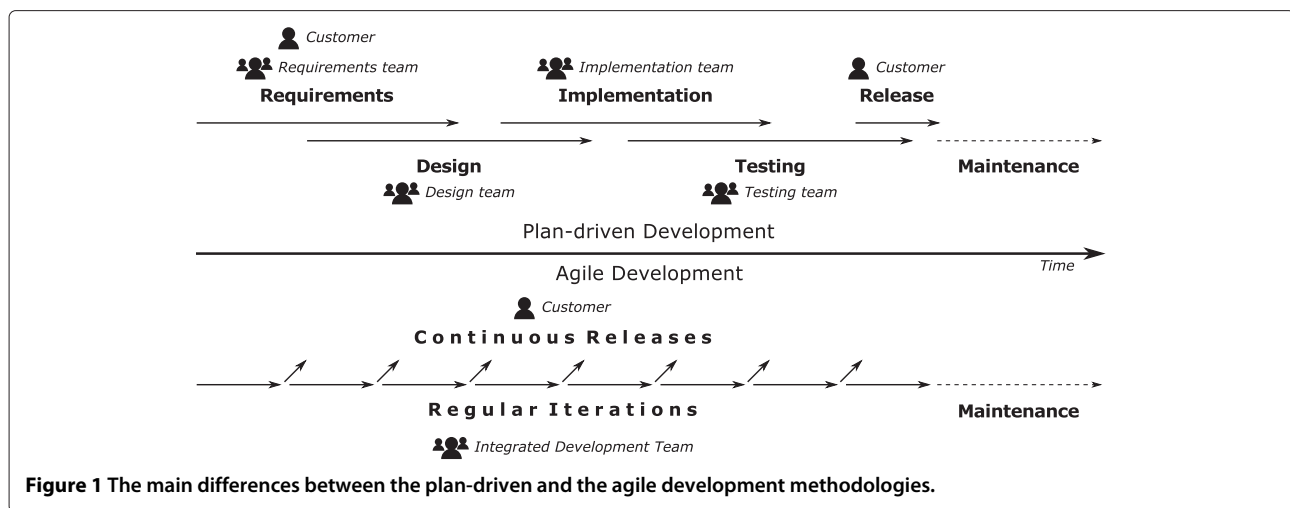 Customer
Requirements team
Implementation team
Customer
Requirements
Implementation
Release
Design
Testing
Maintenance
Design team
Testing team
Plan-driven Development
Time
Agile Development
Customer
Continuous Releases
Regular Iterations
Maintenance
Integrated Development Team
Figure 1 The main differences between the plan-driven and the agile development methodologies.